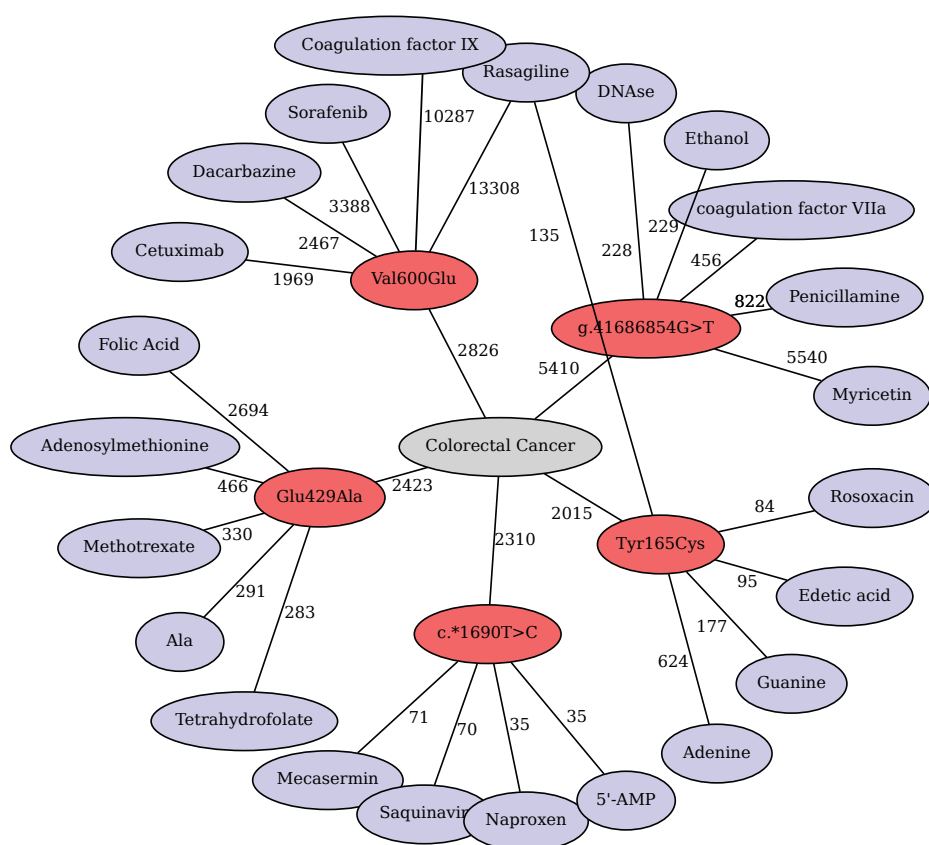 Coagulation factor IX
Rasagiline
DNAse
Sorafenib
10287
Ethanol
Dacarbazine
3388
13308
coagulation factor VIIa
229
135
2467
228
456
Cetuximab
1969
Val600Glu
Penicillamine
822
g.41686854G>T
Folic Acid
2826
5540
5410
Myricetin
2694
Adenosylmethionine
Colorectal Cancer
466
2423
Glu429Ala
Rosoxacin
84
2015
330
2310
Methotrexate
Tyr165Cys
95
291
Edetic acid
283
177
c.*1690T>C
Ala
624
Guanine
71
35
Tetrahydrofolate
70
35
Adenine
Mecasermin
5'-AMP
Saquinavir
Naproxen